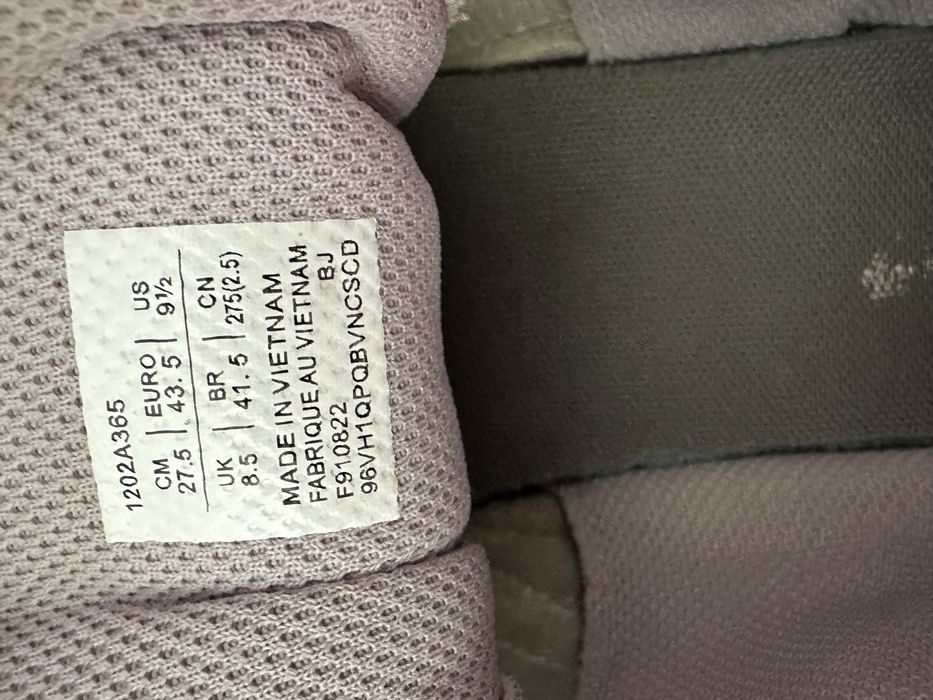 1202A365
CM | EURO | US
27.5 | 43.5 | 9½
UK | BR | CN
8.5 | 41.5 | 275(2.5)
MADE IN VIETNAM
FABRIQUE AU VIETNAM
F910822 BJ
96VH1QPQBVNCSCD